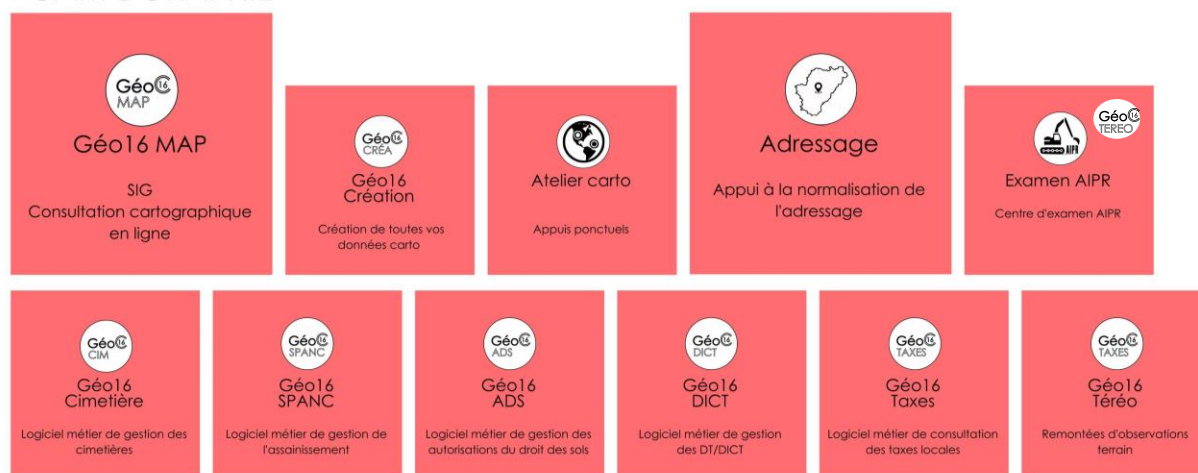 Géo16
MAP
Géo16 MAP
SIG
Consultation cartographique
en ligne
Géo16
CRÉA
Géo16
Création
Création de toutes vos
données carto
Atelier carto
Appuis ponctuels
Adressage
Appui à la normalisation de
l'adressage
AIPR
Géo16
TEREO
Examen AIPR
Centre d'examen AIPR
Géo16
CIM
Géo16
Cimetière
Logiciel métier de gestion des
cimetières
Géo16
SPANC
Géo16
SPANC
Logiciel métier de gestion de
l'assainissement
Géo16
ADS
Géo16
ADS
Logiciel métier de gestion des
autorisations du droit des sols
Géo16
DICT
Géo16
DICT
Logiciel métier de gestion
des DT/DICT
Géo16
TAXES
Géo16
Taxes
Logiciel métier de consultation
des taxes locales
Géo16
TAXES
Géo16
Téréo
Remontées d'observations
terrain